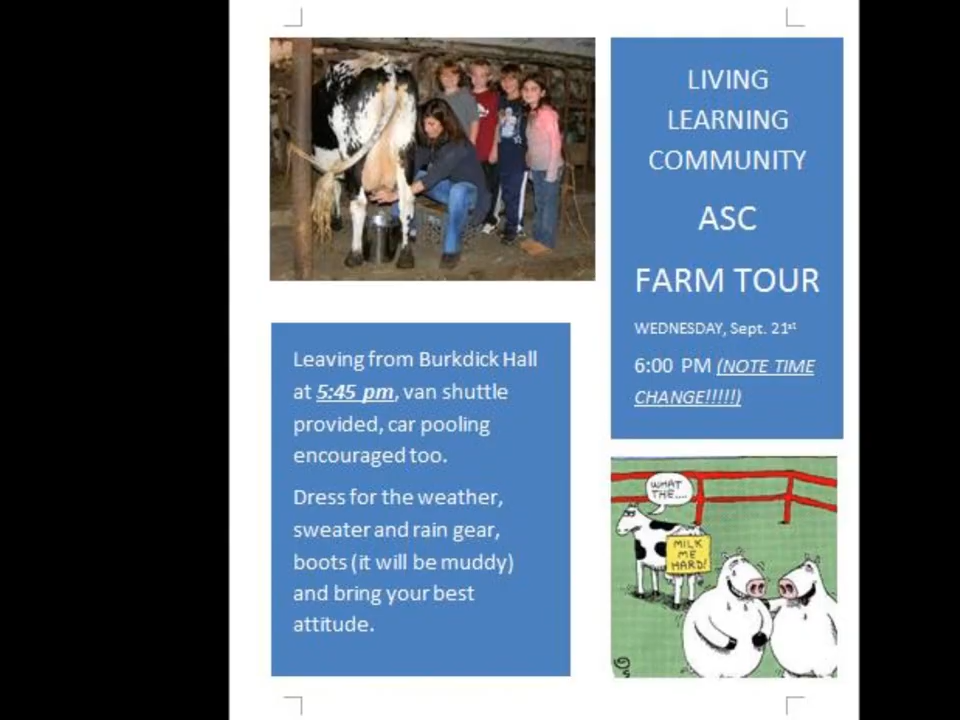 LIVING
LEARNING
COMMUNITY
ASC
FARM TOUR
WEDNESDAY, Sept. 21st
6:00 PM (NOTE TIME
CHANGE!!!!!)
Leaving from Burkdick Hall
at 5:45 pm, van shuttle
provided, car pooling
encouraged too.
Dress for the weather,
sweater and rain gear,
boots (it will be muddy)
and bring your best
attitude.
WHAT
THE....
MILK
ME
HARD!